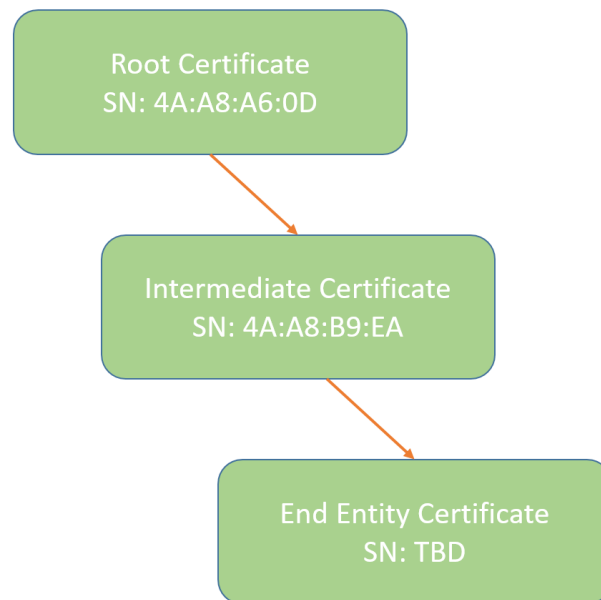 Root Certificate
SN: 4A:A8:A6:0D
Intermediate Certificate
SN: 4A:A8:B9:EA
End Entity Certificate
SN: TBD